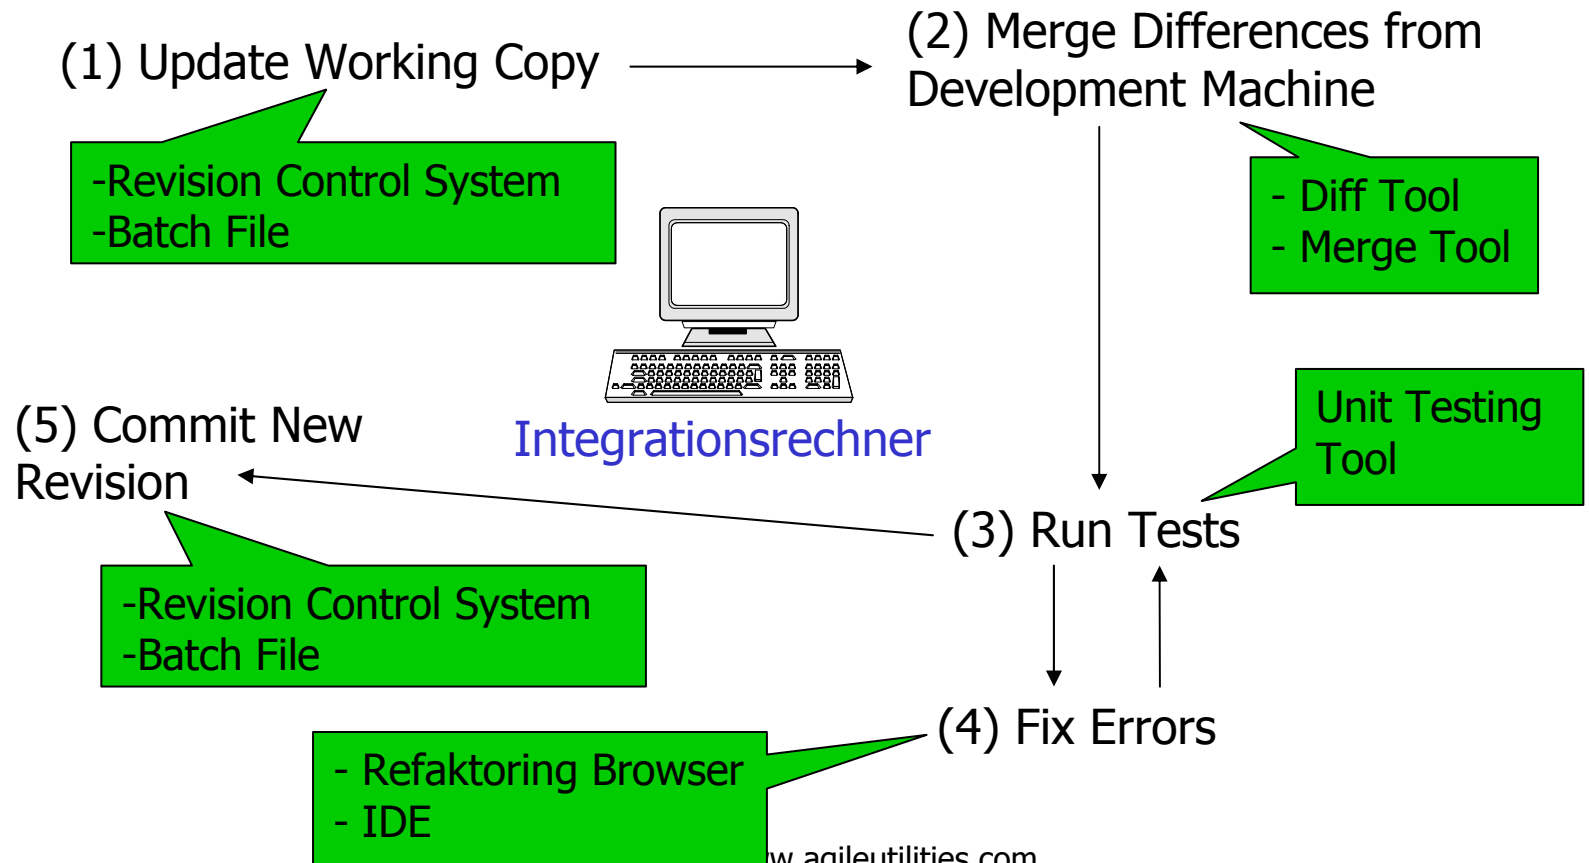 (1) Update Working Copy
(2) Merge Differences from
Development Machine
-Revision Control System
-Batch File
- Diff Tool
- Merge Tool
Integrationsrechner
Unit Testing
Tool
(5) Commit New
Revision
(3) Run Tests
-Revision Control System
-Batch File
(4) Fix Errors
- Refaktoring Browser
- IDE
w.agileutilities.com